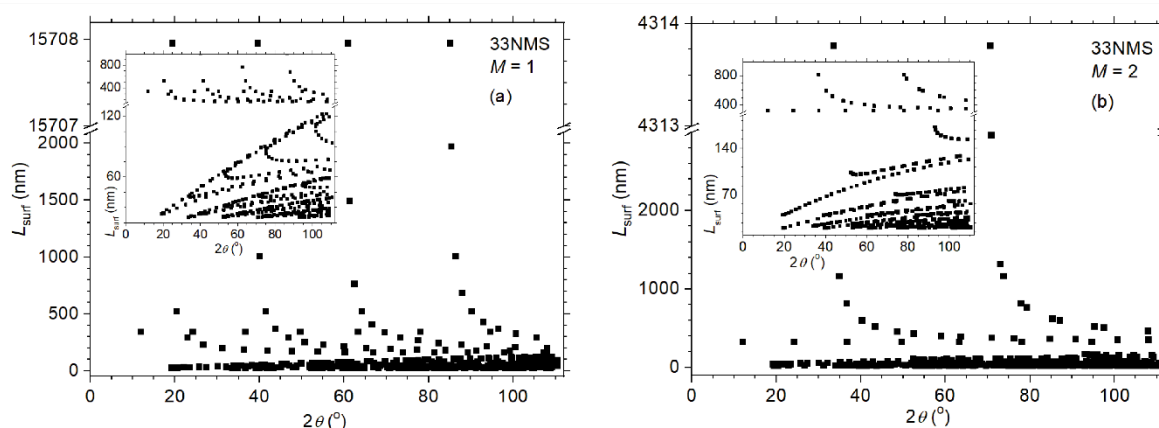 15708
15707
2000
1500
1000
500
0
L_surf (nm)
0 20 40 60 80 100
2θ (°)
33NMS
M = 1
(a)
400
120
60
L_surf (nm)
0 20 40 60 80 100
2θ (°)
4314
4313
2000
1000
0
L_surf (nm)
0 20 40 60 80 100
2θ (°)
33NMS
M = 2
(b)
800
400
140
70
L_surf (nm)
0 20 40 60 80 100
2θ (°)